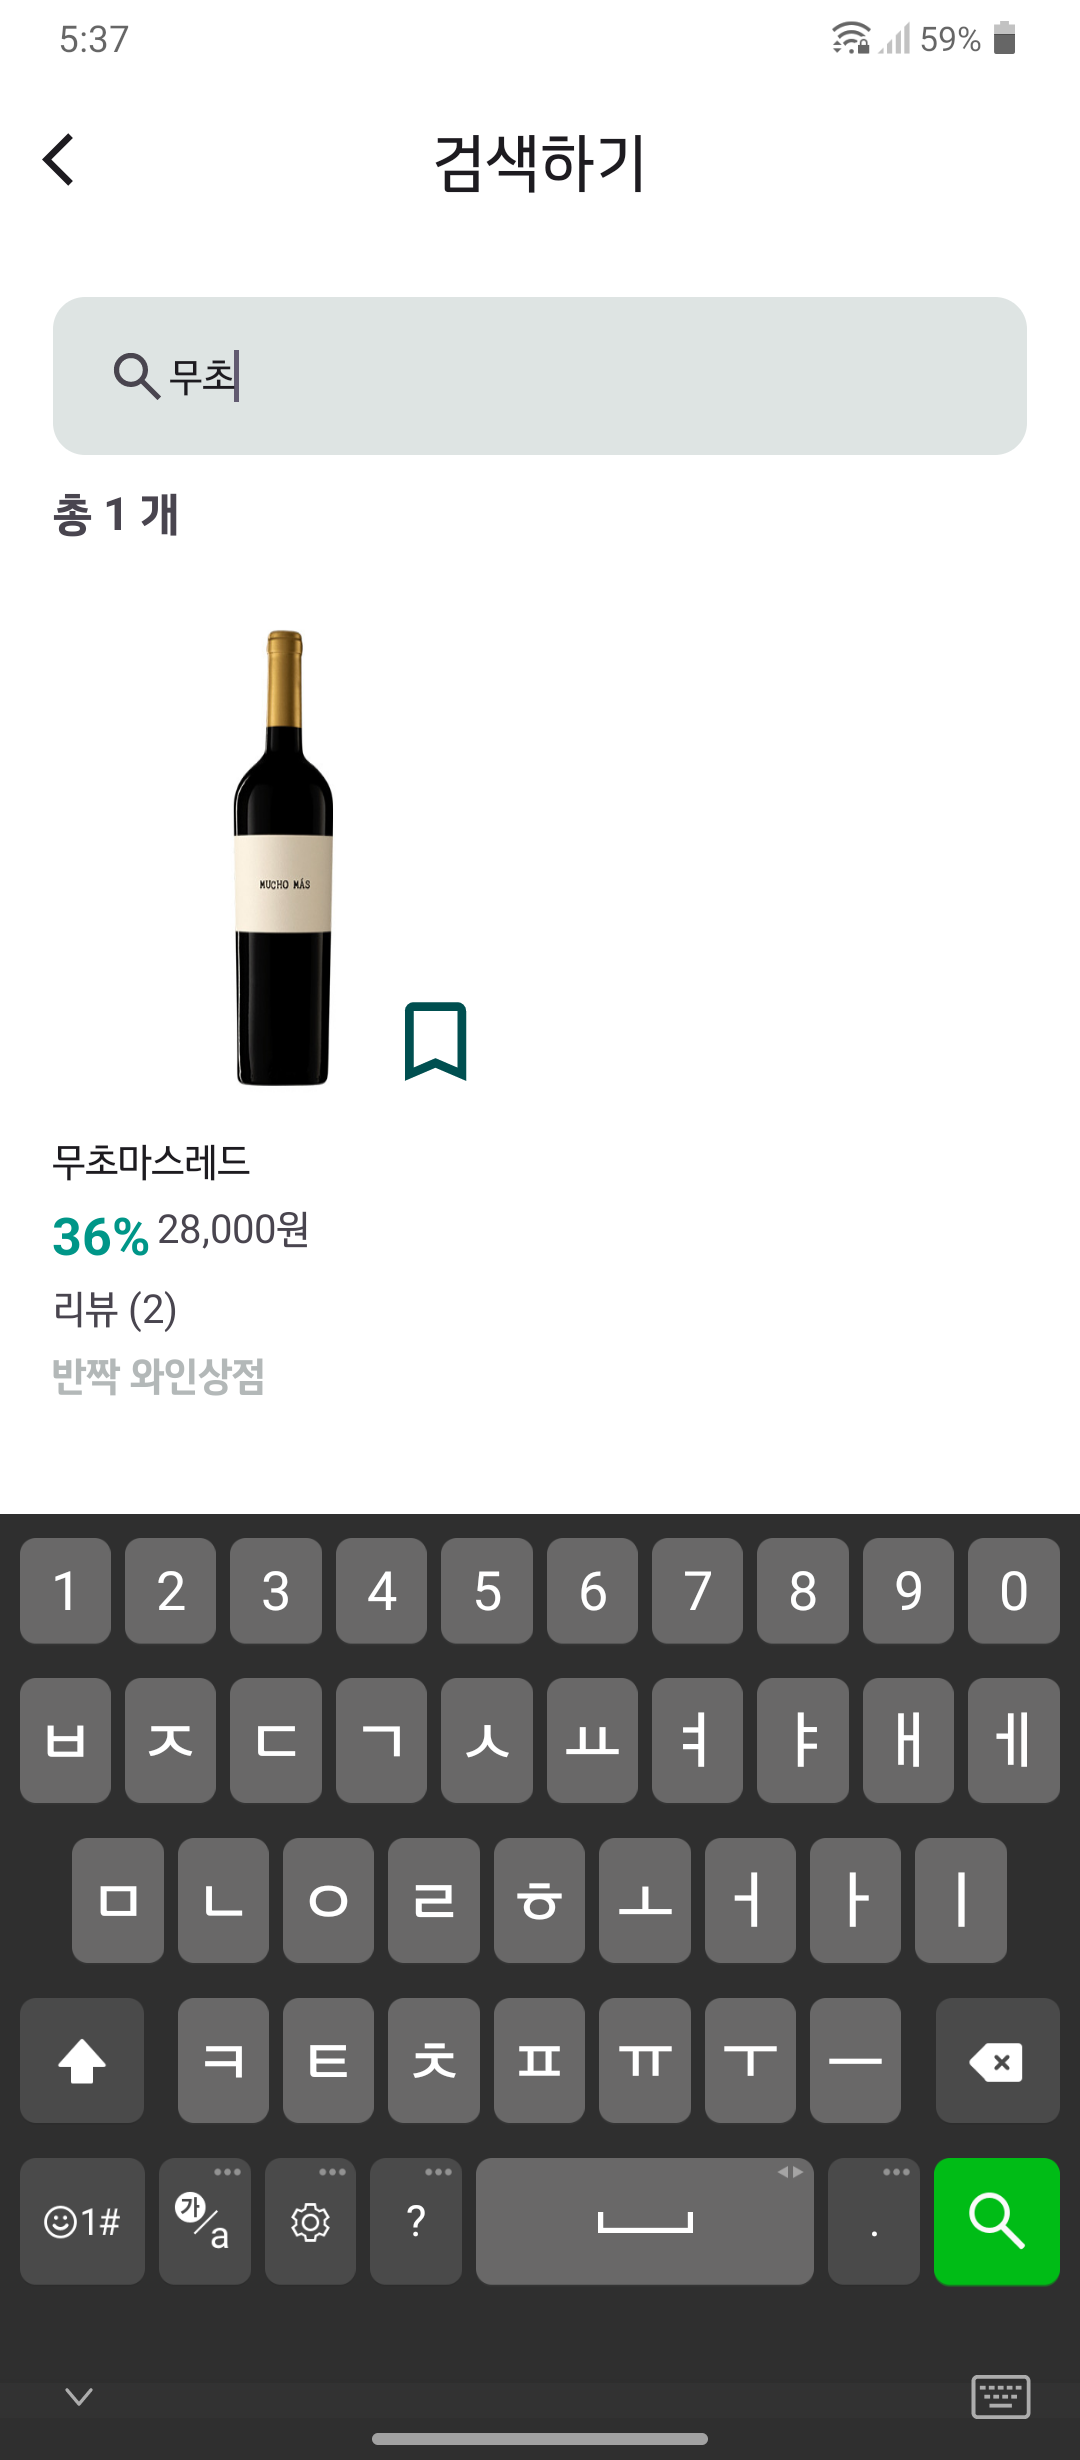 5:37
59%
검색하기
무초
총 1 개
MUCHO MÁS
무초마스레드
36% 28,000원
리뷰 (2)
반짝 와인상점
1 2 3 4 5 6 7 8 9 0
ㅂ ㅈ ㄷ ㄱ ㅅ ㅛ ㅕ ㅑ ㅐ ㅔ
ㅁ ㄴ ㅇ ㄹ ㅎ ㅗ ㅓ ㅏ ㅣ
ㅋ ㅌ ㅊ ㅍ ㅠ ㅜ ㅡ
1# 가/a ? .